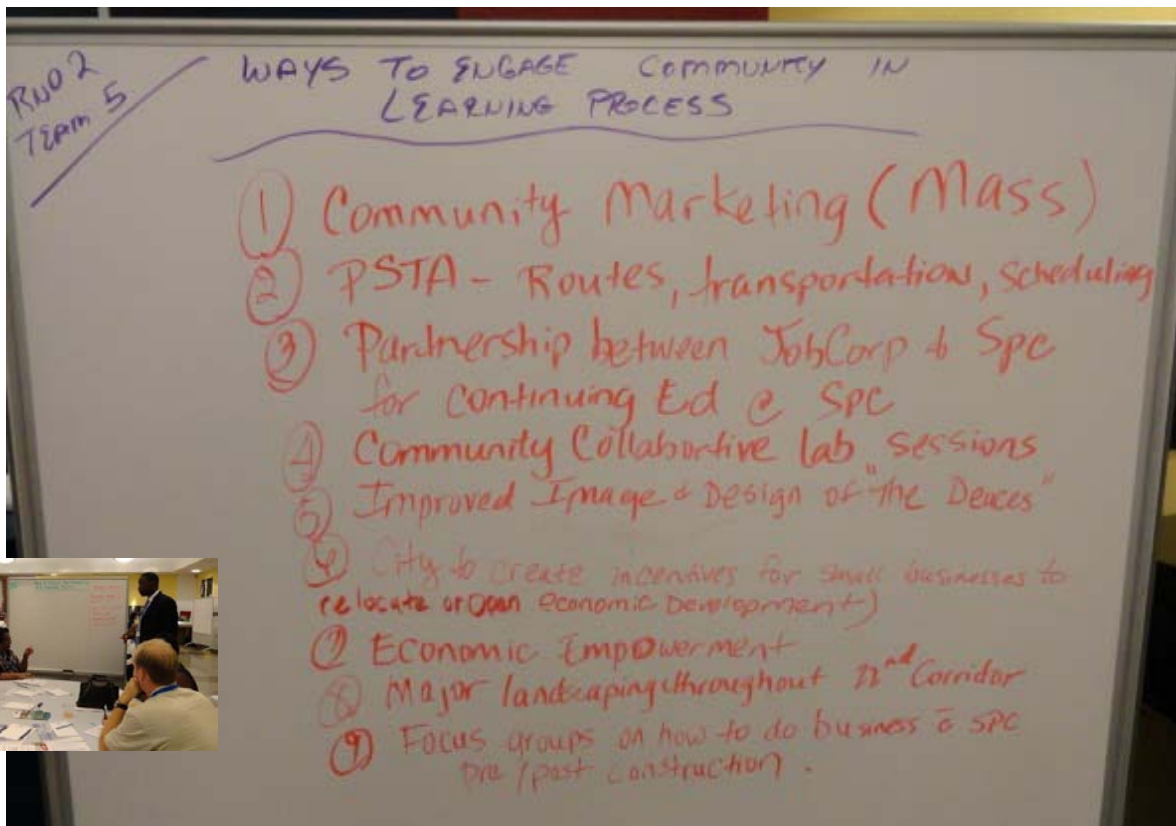 RND 2
TEAM 5
WAYS TO ENGAGE COMMUNITY IN
LEARNING PROCESS
① Community Marketing (Mass)
② PSTA - Routes, transportation, scheduling
③ Partnership between JobCorp & Spc
for continuing Ed @ SPC
④ Community Collabortive lab sessions
⑤ Improved Image & Design of "the Deuces"
⑥ City to create incentives for small businesses to
relocate or open economic Development)
⑦ Economic Empowerment
⑧ Major landscaping throughout 22nd Corridor
⑨ Focus groups on how to do business c̄ SPC
pre / post construction.